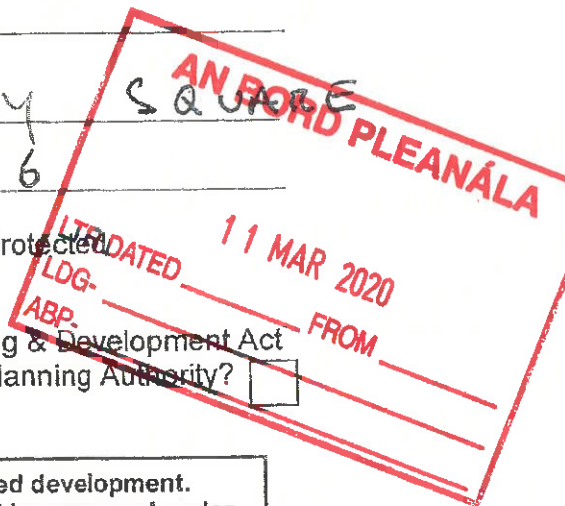 Y SQUARE
6
rotected
g & Development Act
lanning Authority?
ed development.
AN BORD PLEANÁLA
11 MAR 2020
LTR DATED FROM
LDG-
ABP-